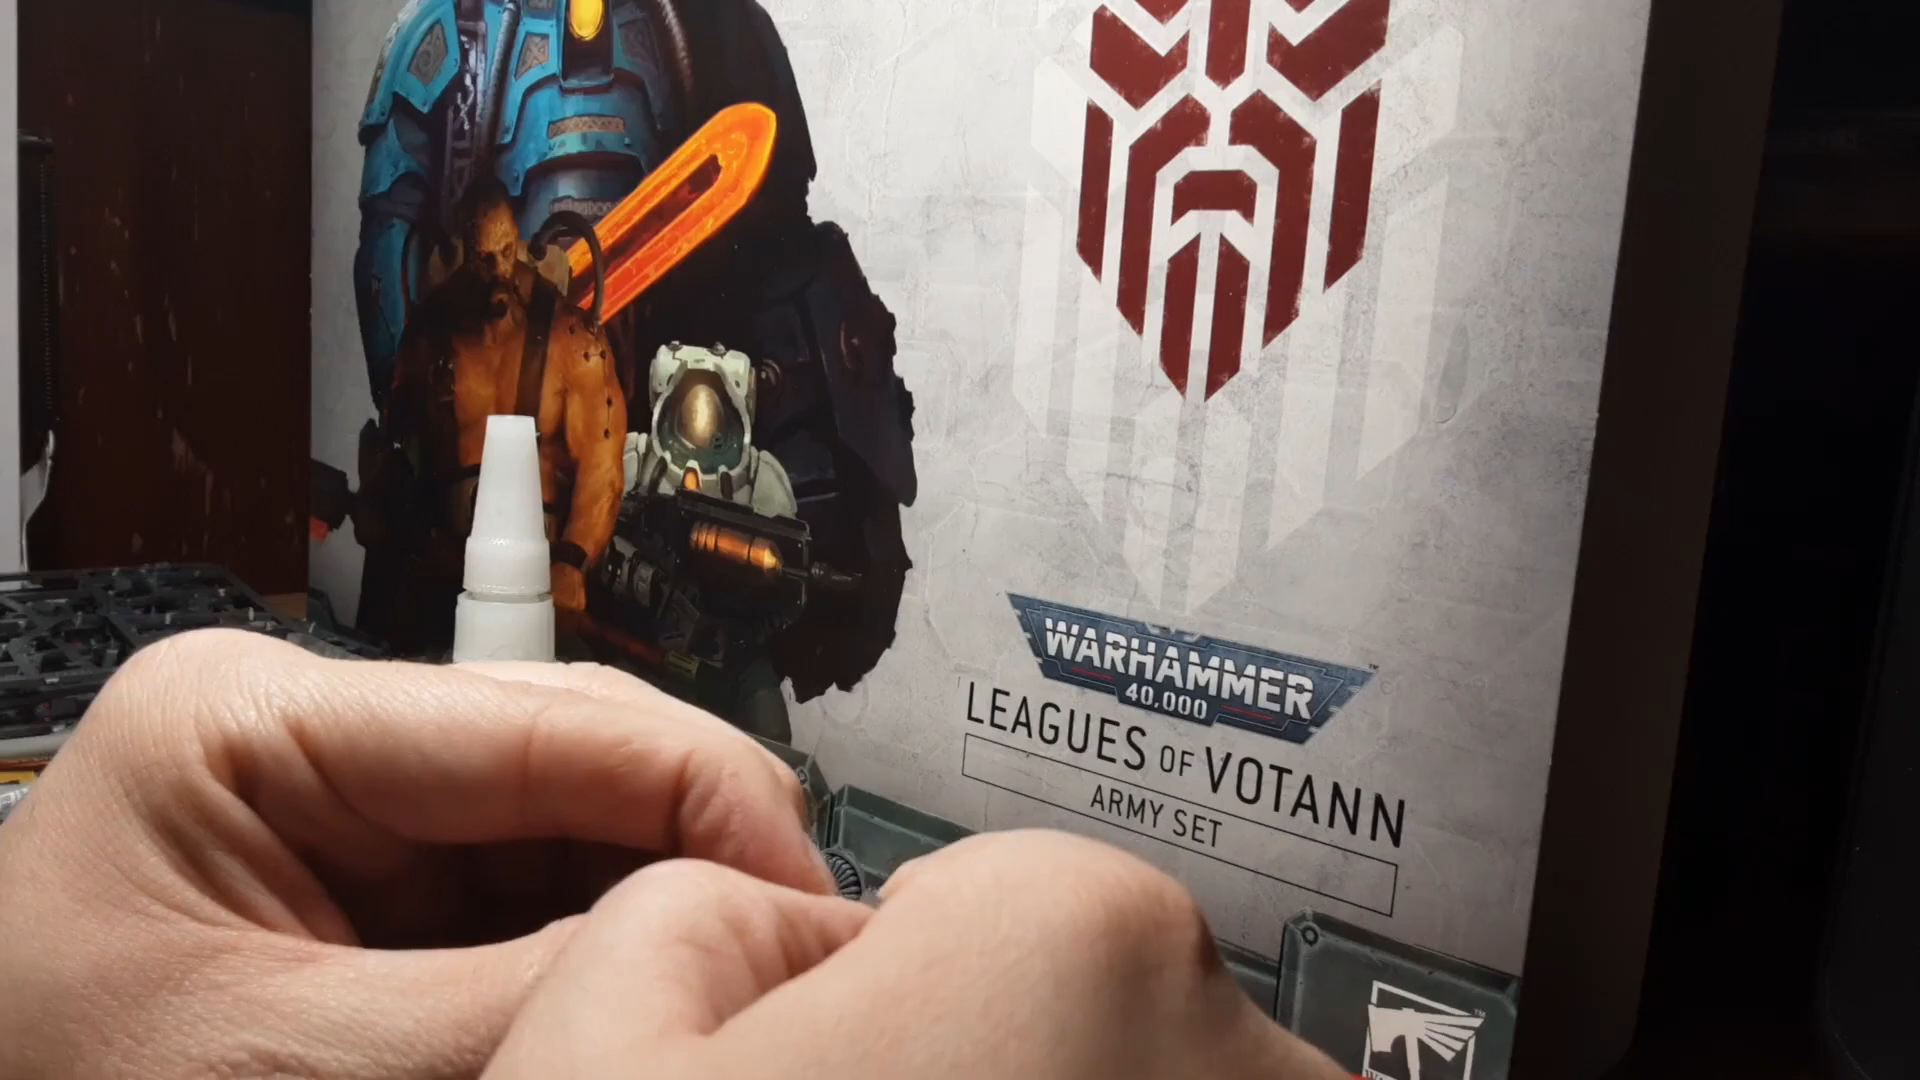 WARHAMMER
40,000
LEAGUES OF VOTANN
ARMY SET